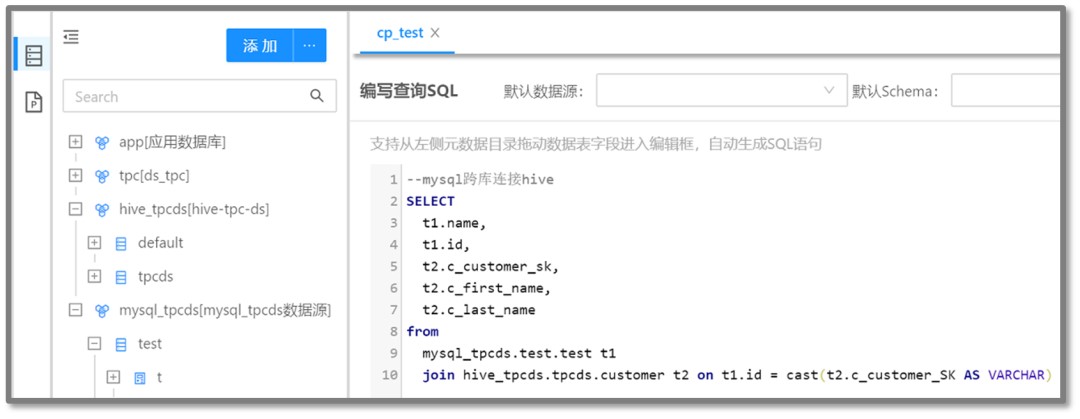 添 加 ···
Search
app[应用数据库]
tpc[ds_tpc]
hive_tpcds[hive-tpc-ds]
default
tpcds
mysql_tpcds[mysql_tpcds数据源]
test
t
cp_test
编写查询SQL 默认数据源： 默认Schema：
支持从左侧元数据目录拖动数据表字段进入编辑框，自动生成SQL语句
1 --mysql跨库连接hive
2 SELECT
3 t1.name,
4 t1.id,
5 t2.c_customer_sk,
6 t2.c_first_name,
7 t2.c_last_name
8 from
9 mysql_tpcds.test.test t1
10 join hive_tpcds.tpcds.customer t2 on t1.id = cast(t2.c_customer_SK AS VARCHAR)